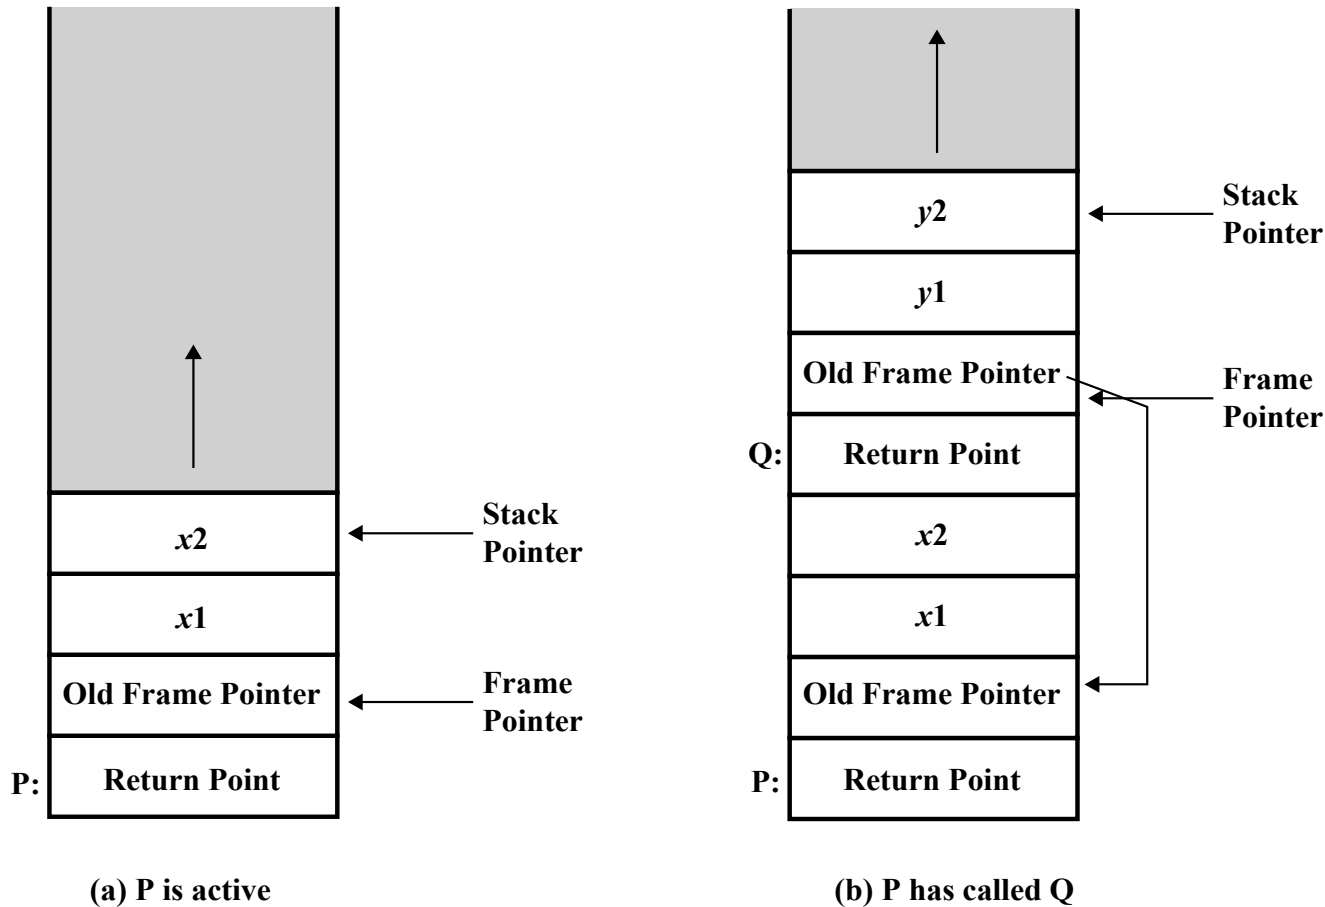 x2
x1
Old Frame Pointer
P: Return Point
Stack
Pointer
Frame
Pointer
(a) P is active
y2
y1
Old Frame Pointer
Q: Return Point
x2
x1
Old Frame Pointer
P: Return Point
Stack
Pointer
Frame
Pointer
(b) P has called Q